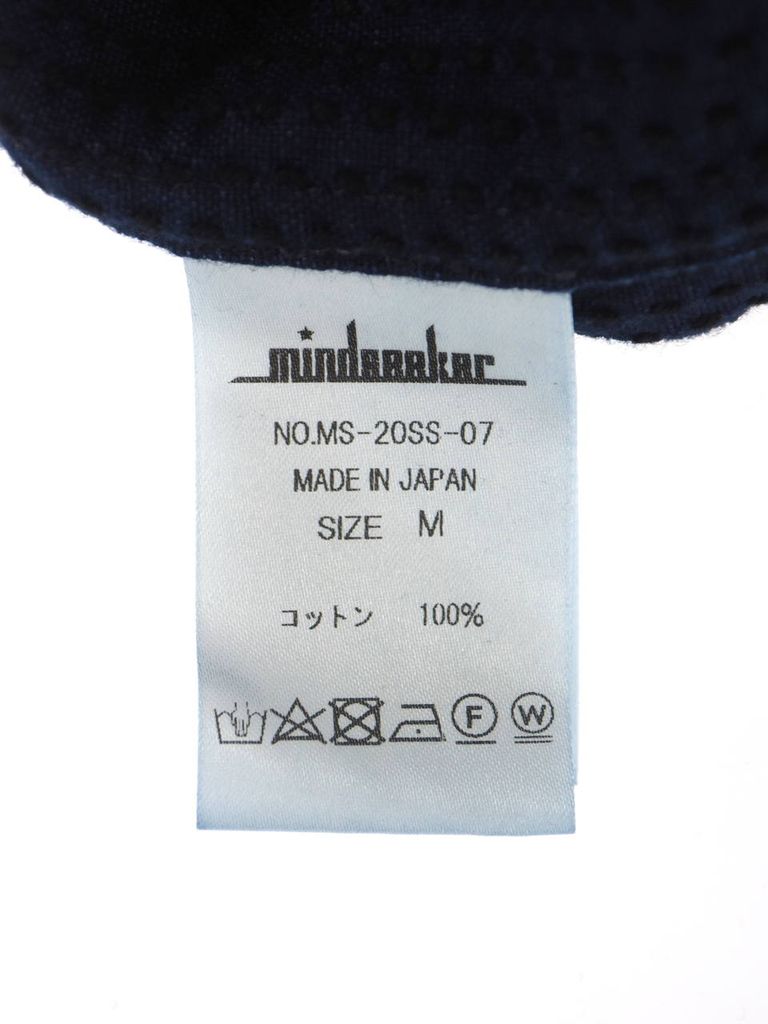 mindseeker
NO.MS-20SS-07
MADE IN JAPAN
SIZE M
コットン 100%
F W